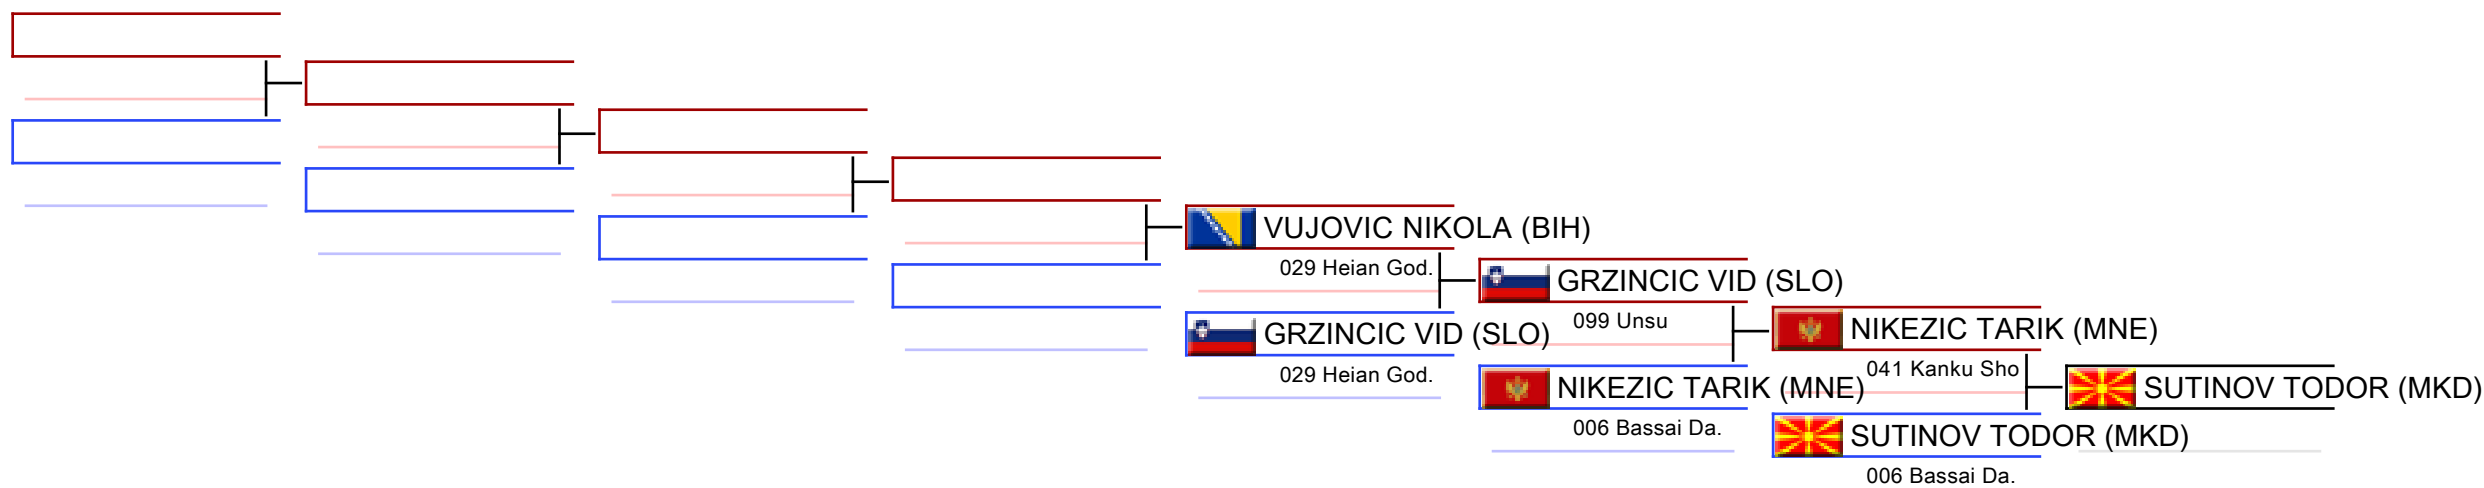 VUJOVIC NIKOLA (BIH)
029 Heian God.
GRZINCIC VID (SLO)
029 Heian God.
GRZINCIC VID (SLO)
099 Unsu
NIKEZIC TARIK (MNE)
006 Bassai Da.
NIKEZIC TARIK (MNE)
041 Kanku Sho
SUTINOV TODOR (MKD)
006 Bassai Da.
SUTINOV TODOR (MKD)